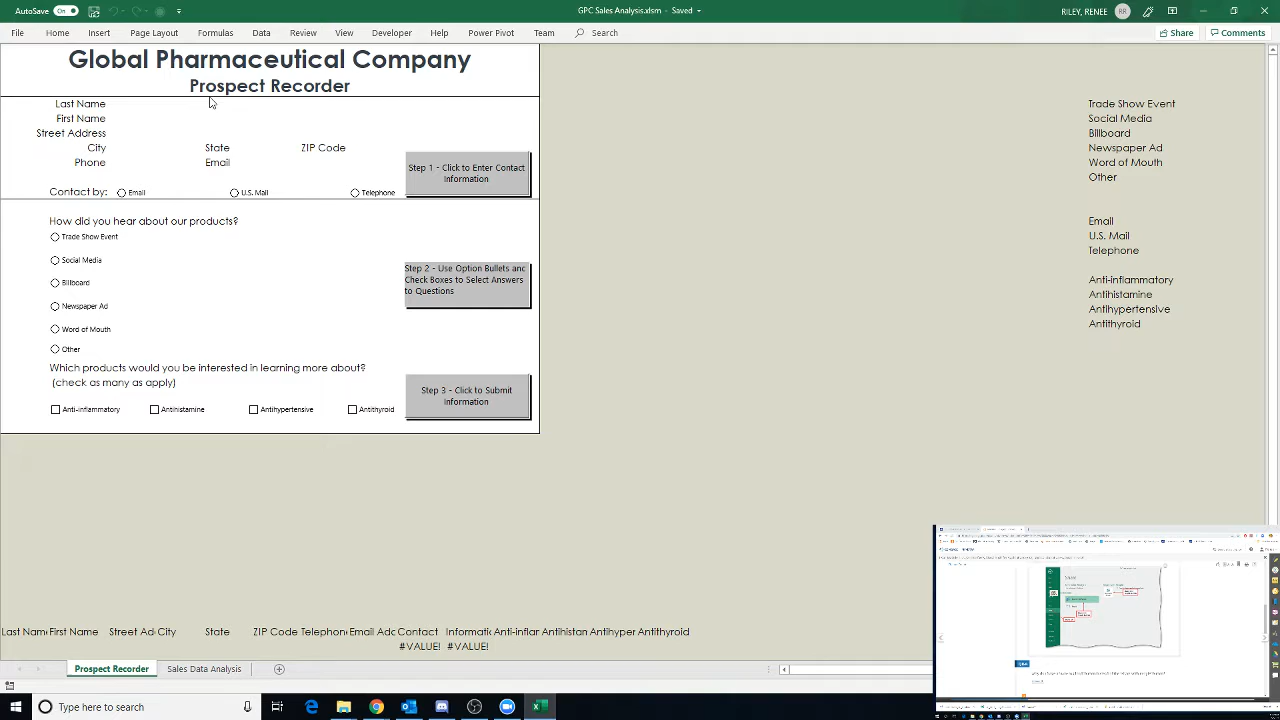 AutoSave On GPC Sales Analysis.xlsm - Saved RILEY, RENEE RR
File Home Insert Page Layout Formulas Data Review View Developer Help Power Pivot Team Search Share Comments
Global Pharmaceutical Company
Prospect Recorder
Last Name
First Name
Street Address
City State ZIP Code
Phone Email
Step 1 - Click to Enter Contact
Information
Contact by: Email U.S. Mail Telephone
How did you hear about our products?
Trade Show Event
Social Media
Billboard
Newspaper Ad
Word of Mouth
Other
Step 2 - Use Option Bullets and
Check Boxes to Select Answers
to Questions
Which products would you be interested in learning more about?
(check as many as apply)
Anti-inflammatory Antihistamine Antihypertensive Antithyroid
Step 3 - Click to Submit
Information
Trade Show Event
Social Media
Billboard
Newspaper Ad
Word of Mouth
Other
Email
U.S. Mail
Telephone
Anti-inflammatory
Antihistamine
Antihypertensive
Antithyroid
Last Nam First Name Street Ad City State ZIP Code Telephon Email Add Contact Informatic Anti-inflar Antihistan Antihyper Antithyroid
#VALUE! #VALUE!
Prospect Recorder Sales Data Analysis
Type here to search